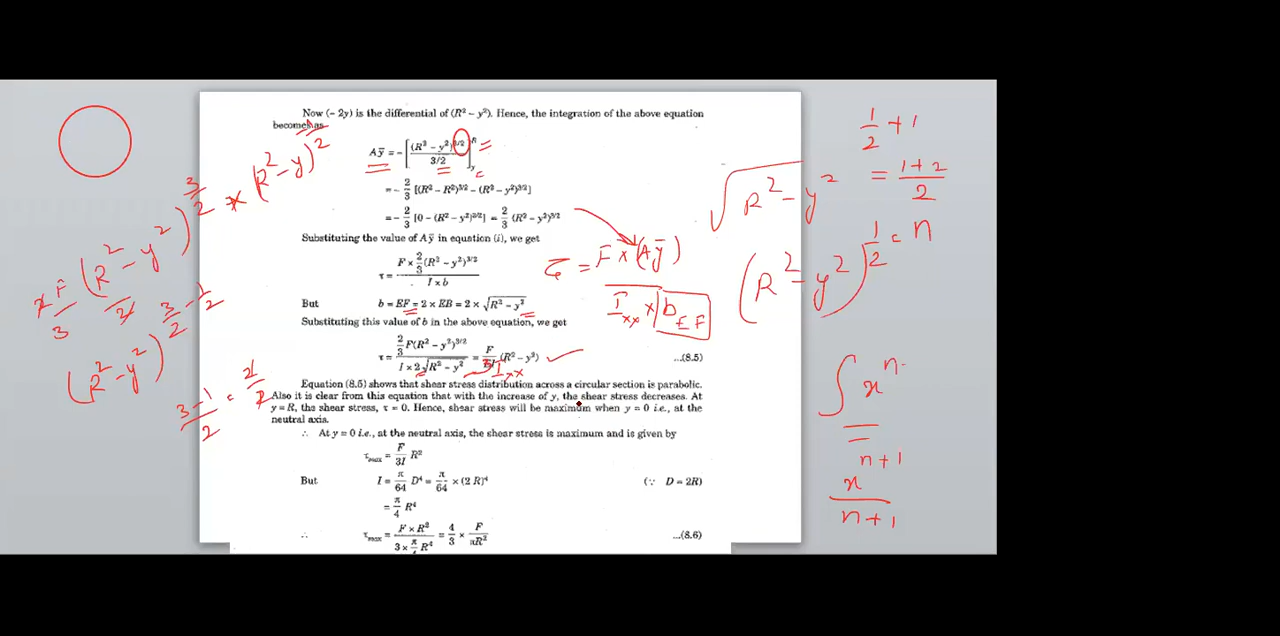 Now (– 2y) is the differential of (R² – y²). Hence, the integration of the above equation
becomes as
Aȳ = – [(R² – y²)^3/2 / 3/2]_y^R
= – 2/3 [(R² – R²)^3/2 – (R² – y²)^3/2]
= – 2/3 [0 – (R² – y²)^3/2] = 2/3 (R² – y²)^3/2
Substituting the value of Aȳ in equation (i), we get
τ = F × 2/3 (R² – y²)^3/2 / I × b
But b = EF = 2 × EB = 2 × √R² – y²
Substituting this value of b in the above equation, we get
τ = 2/3 F(R² – y²)^3/2 / I × 2√R² – y² = F/3I (R² – y²) ...(8.5)
Equation (8.5) shows that shear stress distribution across a circular section is parabolic.
Also it is clear from this equation that with the increase of y, the shear stress decreases. At
y = R, the shear stress, τ = 0. Hence, shear stress will be maximum when y = 0 i.e., at the
neutral axis.
∴ At y = 0 i.e., at the neutral axis, the shear stress is maximum and is given by
τmax = F/3I R²
But I = π/64 D⁴ = π/64 × (2 R)⁴ (∵ D = 2R)
= π/4 R⁴
∴ τmax = F × R² / 3 × π/4 R⁴ = 4/3 × F/πR² ...(8.6)
(R² – y²)^3/2 × (R² – y)²
F/3 (R² – y²)
(R² – y²)^3/2 – 1/2
3–1/2 = 2/2
τ = F × (Aȳ) / Ixx × b EF
Ixx
1/2 + 1
= 1+2/2
√R² – y²
(R² – y²)^1/2 = n
∫ x^n
x^n+1 / n+1